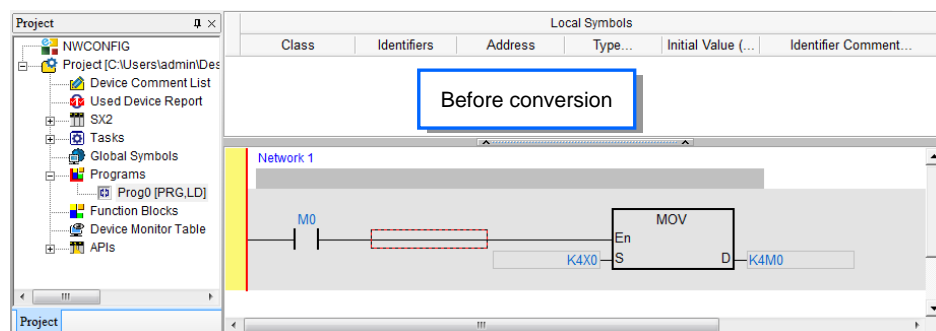 Project
Local Symbols
Class Identifiers Address Type... Initial Value (... Identifier Comment...
NWCONFIG
Project [C:\Users\admin\Des
Device Comment List
Used Device Report
SX2
Tasks
Global Symbols
Programs
Prog0 [PRG,LD]
Function Blocks
Device Monitor Table
APIs
Project
Before conversion
Network 1
M0
MOV
En
K4X0 S D K4M0